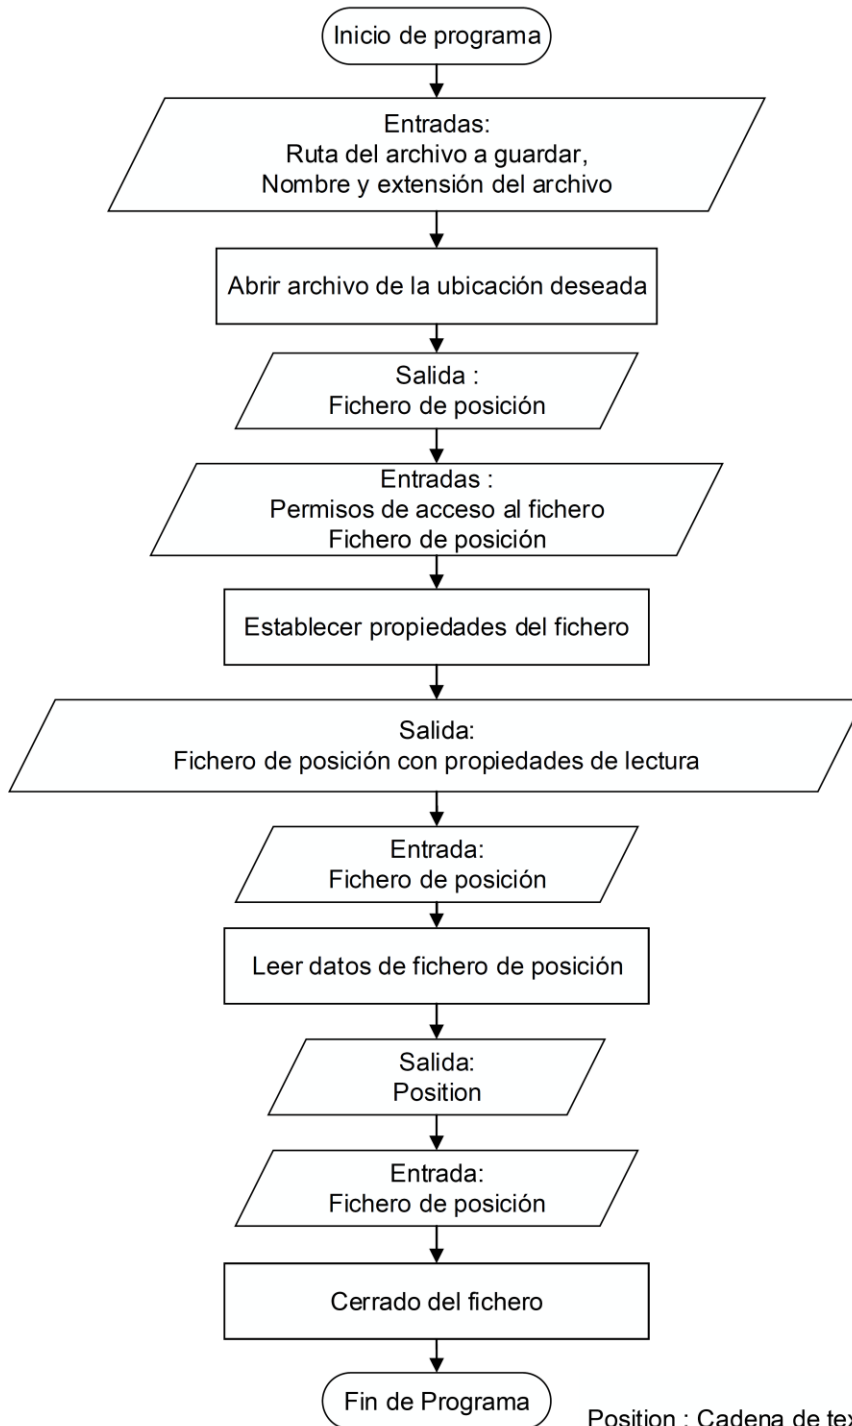 Inicio de programa
Entradas:
Ruta del archivo a guardar,
Nombre y extensión del archivo
Abrir archivo de la ubicación deseada
Salida :
Fichero de posición
Entradas :
Permisos de acceso al fichero
Fichero de posición
Establecer propiedades del fichero
Salida:
Fichero de posición con propiedades de lectura
Entrada:
Fichero de posición
Leer datos de fichero de posición
Salida:
Position
Entrada:
Fichero de posición
Cerrado del fichero
Fin de Programa
Position : Cadena de